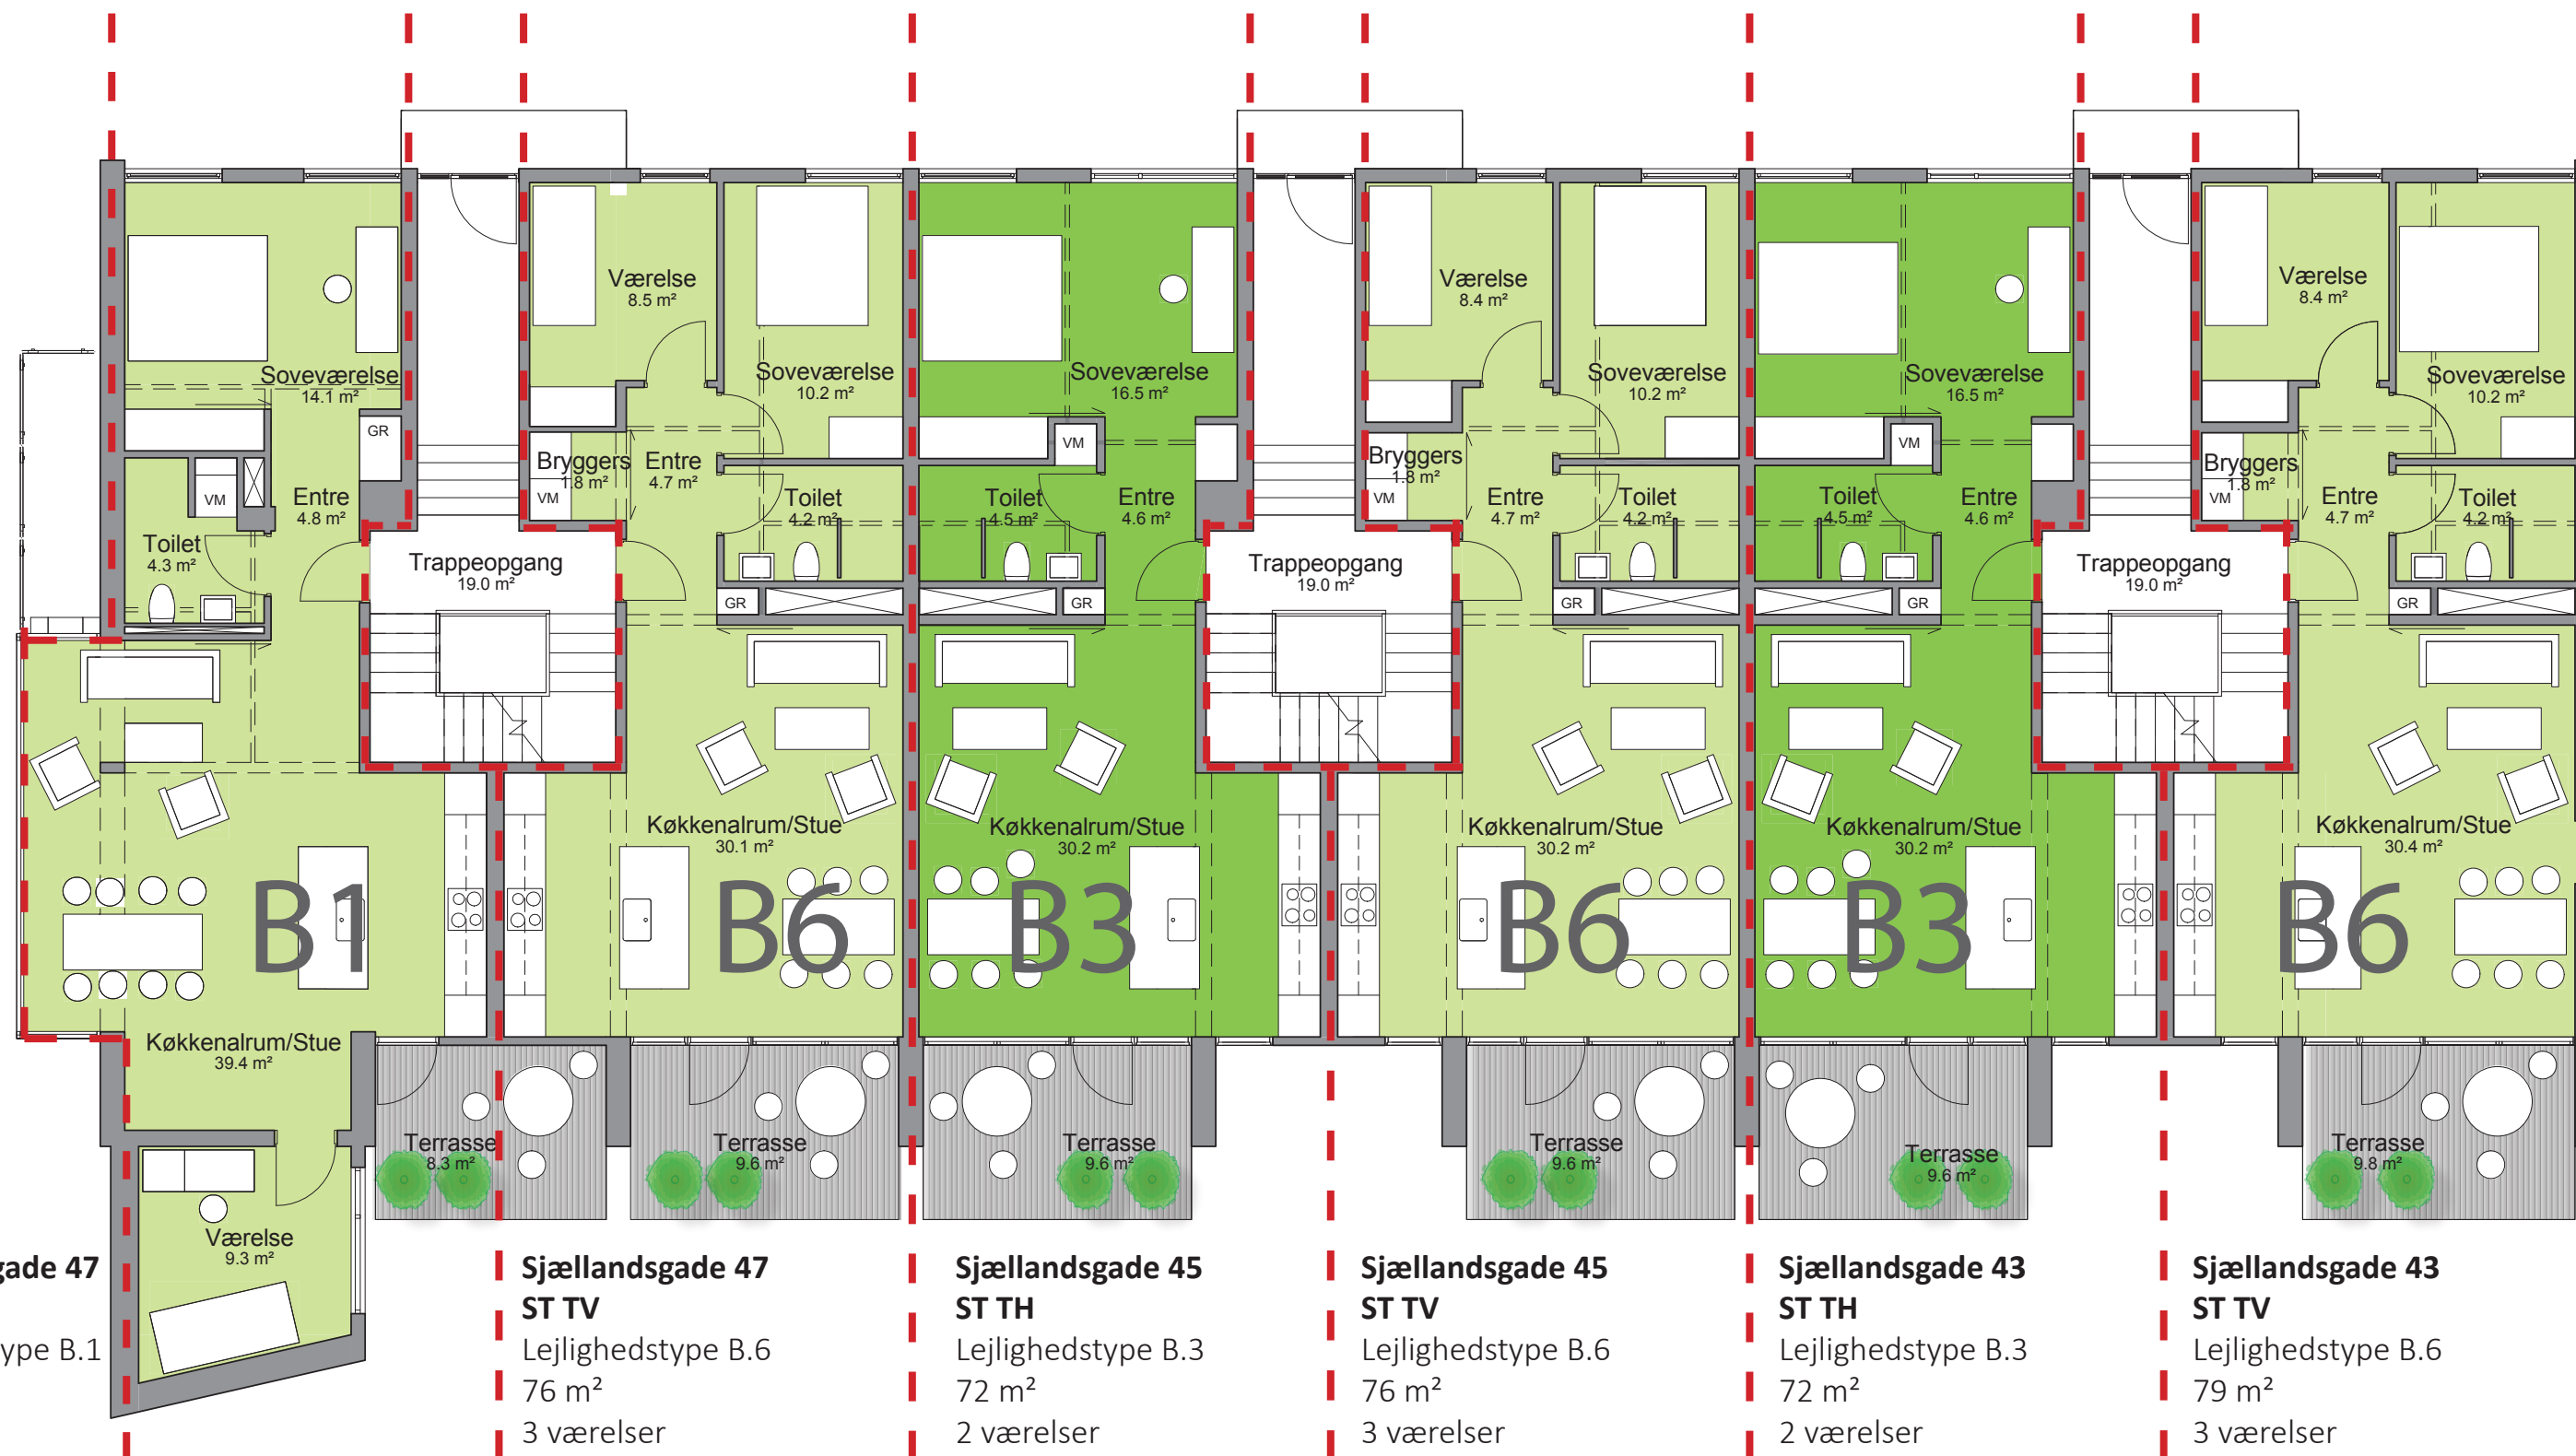 Værelse
8.5 m²
Værelse
8.4 m²
Værelse
8.4 m²
Soveværelse
14.1 m²
Soveværelse
10.2 m²
Soveværelse
16.5 m²
Soveværelse
10.2 m²
Soveværelse
16.5 m²
Soveværelse
10.2 m²
GR
VM
VM
Bryggers
1.8 m²
VM
Entre
4.7 m²
Bryggers
1.8 m²
VM
Bryggers
1.8 m²
VM
VM
Entre
4.8 m²
Toilet
4.2 m²
Toilet
4.5 m²
Entre
4.6 m²
Entre
4.7 m²
Toilet
4.2 m²
Toilet
4.5 m²
Entre
4.6 m²
Entre
4.7 m²
Toilet
4.2 m²
Toilet
4.3 m²
Trappeopgang
19.0 m²
Trappeopgang
19.0 m²
Trappeopgang
19.0 m²
GR
GR
GR
GR
GR
Køkkenalrum/Stue
30.1 m²
Køkkenalrum/Stue
30.2 m²
Køkkenalrum/Stue
30.2 m²
Køkkenalrum/Stue
30.2 m²
Køkkenalrum/Stue
30.4 m²
B1
B6
B3
B6
B3
B6
Køkkenalrum/Stue
39.4 m²
Terrasse
8.3 m²
Terrasse
9.6 m²
Terrasse
9.6 m²
Terrasse
9.6 m²
Terrasse
9.6 m²
Terrasse
9.8 m²
Værelse
9.3 m²
gade 47
ype B.1
Sjællandsgade 47
ST TV
Lejlighedstype B.6
76 m²
3 værelser
Sjællandsgade 45
ST TH
Lejlighedstype B.3
72 m²
2 værelser
Sjællandsgade 45
ST TV
Lejlighedstype B.6
76 m²
3 værelser
Sjællandsgade 43
ST TH
Lejlighedstype B.3
72 m²
2 værelser
Sjællandsgade 43
ST TV
Lejlighedstype B.6
79 m²
3 værelser